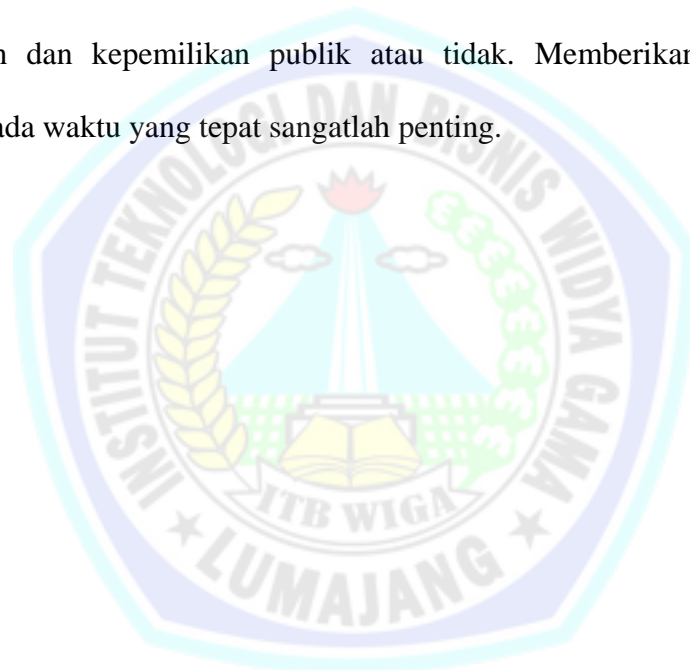 dan kepemilikan publik atau tidak. Memberikan
waktu yang tepat sangatlah penting.
INSTITUT TEKNOLOGI DAN BISNIS WIDYA GAMA
ITB WIGA
LUMAJANG